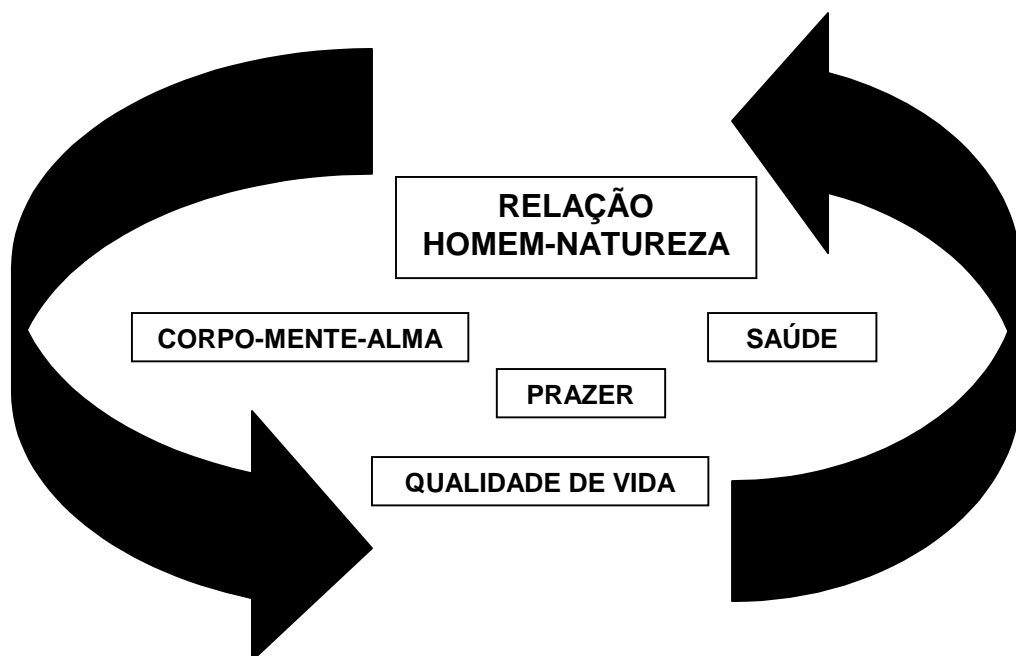 RELAÇÃO
HOMEM-NATUREZA
CORPO-MENTE-ALMA
SAÚDE
PRAZER
QUALIDADE DE VIDA